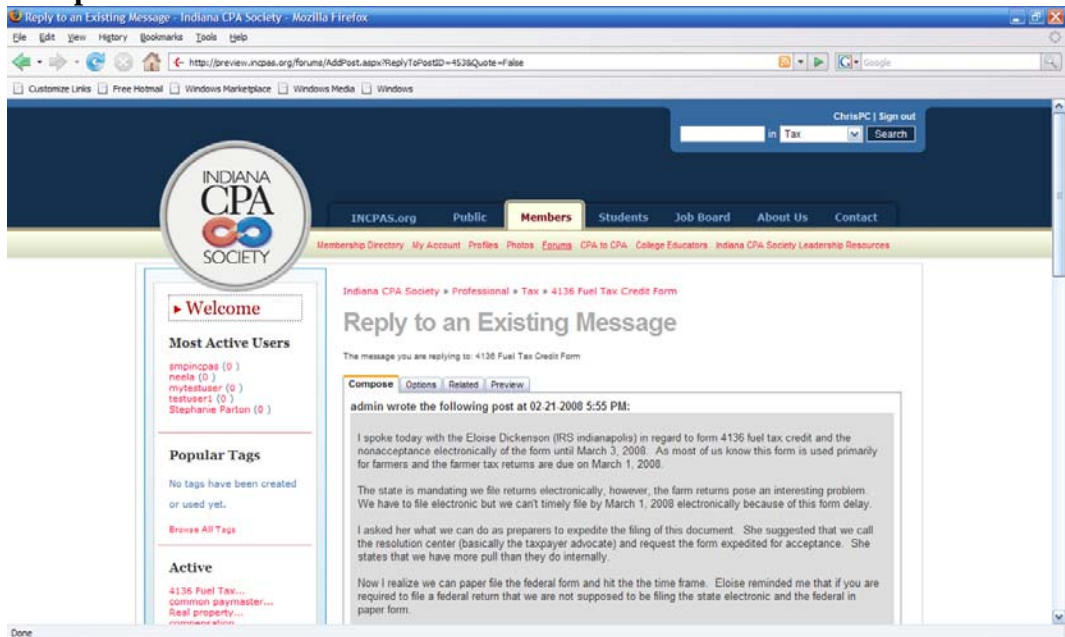 Reply to an Existing Message - Indiana CPA Society - Mozilla Firefox
File Edit View History Bookmarks Tools Help
http://preview.incpas.org/forums/AddPost.aspx?ReplyToPostID=453&Quote=False
Google
Customize Links Free Hotmail Windows Marketplace Windows Media Windows
ChrisPC | Sign out
in Tax Search
INDIANA
CPA
SOCIETY
INCPAS.org Public Members Students Job Board About Us Contact
Membership Directory My Account Profiles Photos Forums CPA to CPA College Educators Indiana CPA Society Leadership Resources
Welcome
Most Active Users
smpincpas (0 )
neela (0 )
mytestuser (0 )
testuser1 (0 )
Stephanie Parton (0 )
Popular Tags
No tags have been created
or used yet.
Browse All Tags
Active
4136 Fuel Tax...
common paymaster...
Real property...
compensation
Indiana CPA Society » Professional » Tax » 4136 Fuel Tax Credit Form
Reply to an Existing Message
The message you are replying to: 4136 Fuel Tax Credit Form
Compose Options Related Preview
admin wrote the following post at 02-21-2008 5:55 PM:
I spoke today with the Eloise Dickenson (IRS indianapolis) in regard to form 4136 fuel tax credit and the
nonacceptance electronically of the form until March 3, 2008. As most of us know this form is used primarily
for farmers and the farmer tax returns are due on March 1, 2008.
The state is mandating we file returns electronically, however, the farm returns pose an interesting problem.
We have to file electronic but we can't timely file by March 1, 2008 electronically because of this form delay.
I asked her what we can do as preparers to expedite the filing of this document. She suggested that we call
the resolution center (basically the taxpayer advocate) and request the form expedited for acceptance. She
states that we have more pull than they do internally.
Now I realize we can paper file the federal form and hit the the time frame. Eloise reminded me that if you are
required to file a federal return that we are not supposed to be filing the state electronic and the federal in
paper form.
Done